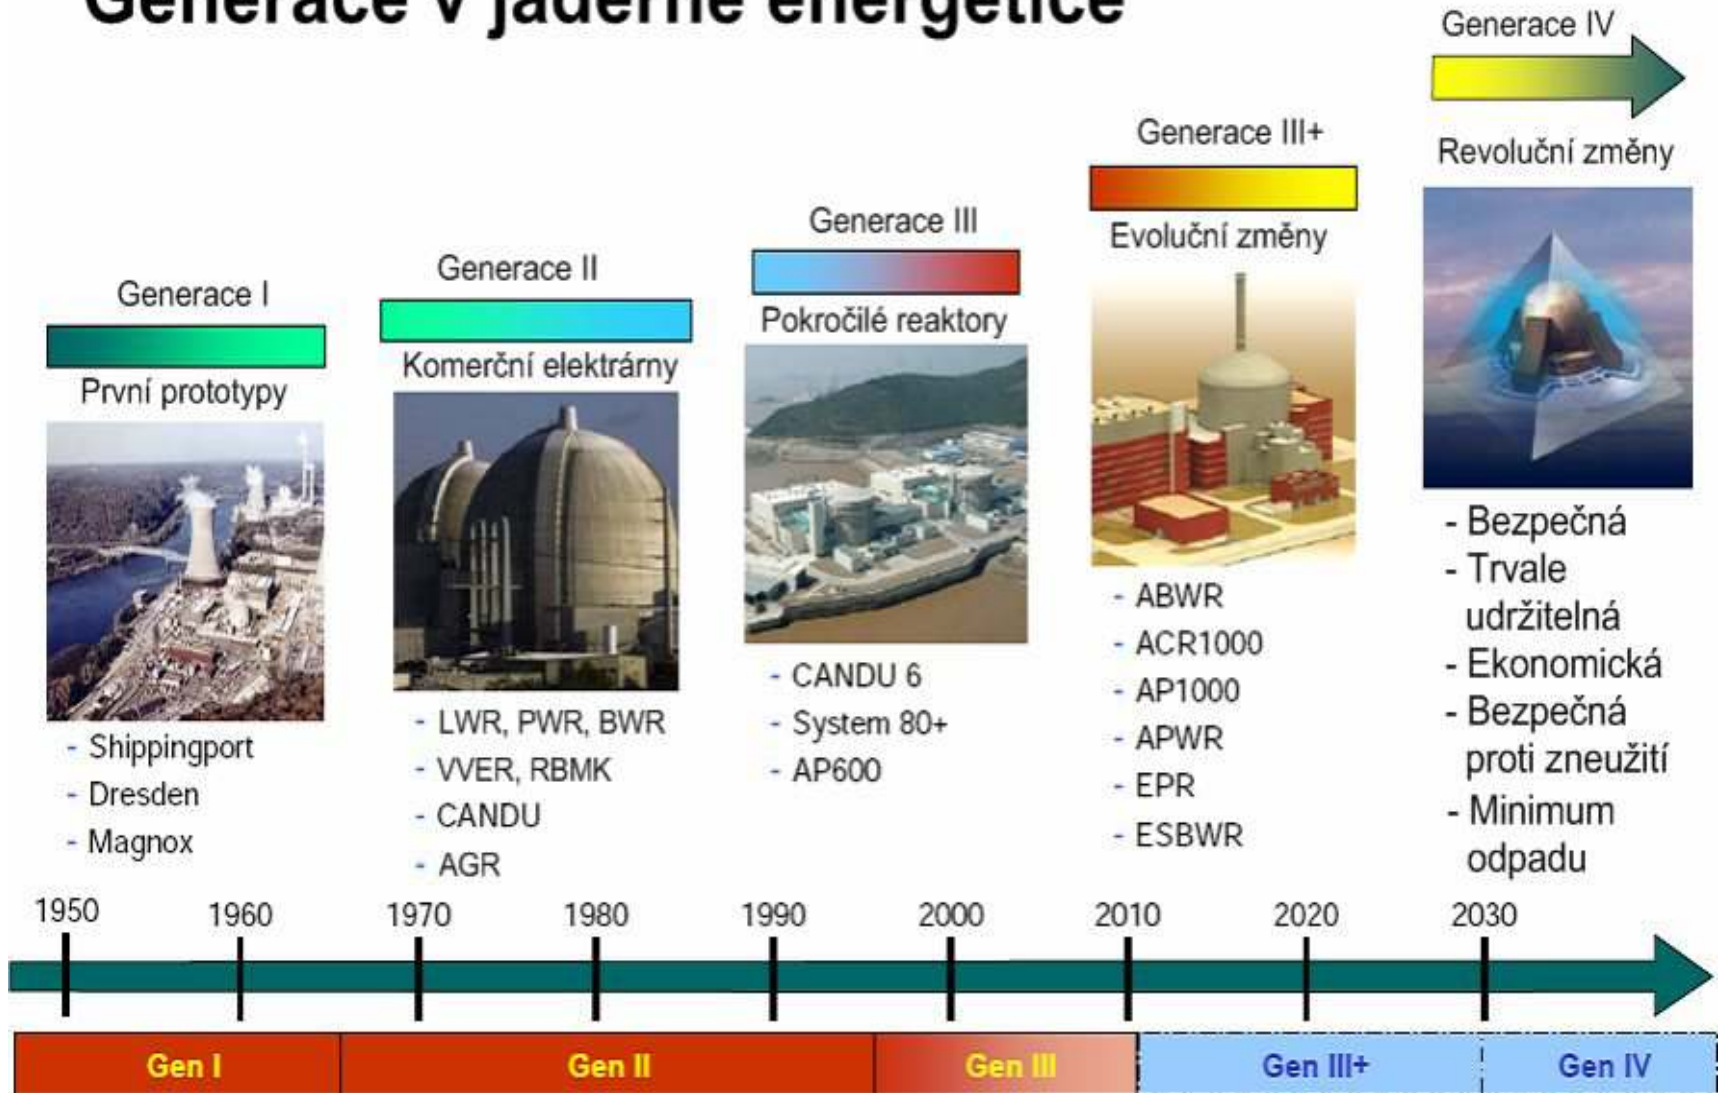 Generace v jaderné energetice
Generace I
První prototypy
- Shippingport
- Dresden
- Magnox
Generace II
Komerční elektrárny
- LWR, PWR, BWR
- VVER, RBMK
- CANDU
- AGR
Generace III
Pokročilé reaktory
- CANDU 6
- System 80+
- AP600
Generace III+
Evoluční změny
- ABWR
- ACR1000
- AP1000
- APWR
- EPR
- ESBWR
Generace IV
Revoluční změny
- Bezpečná
- Trvale
udržitelná
- Ekonomická
- Bezpečná
proti zneužití
- Minimum
odpadu
1950 1960 1970 1980 1990 2000 2010 2020 2030
Gen I Gen II Gen III Gen III+ Gen IV